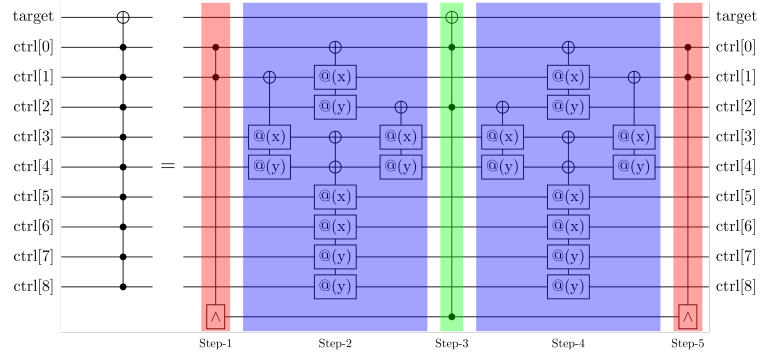 target target
ctrl[0] @(x) ctrl[0]
ctrl[1] @(x) @(x) ctrl[1]
ctrl[2] @(y) @(y) ctrl[2]
ctrl[3] @(x) @(x) @(x) @(x) ctrl[3]
ctrl[4] = @(y) @(y) @(y) @(y) ctrl[4]
ctrl[5] @(x) @(x) ctrl[5]
ctrl[6] @(x) @(x) ctrl[6]
ctrl[7] @(y) @(y) ctrl[7]
ctrl[8] @(y) @(y) ctrl[8]
∧ ∧
Step-1 Step-2 Step-3 Step-4 Step-5